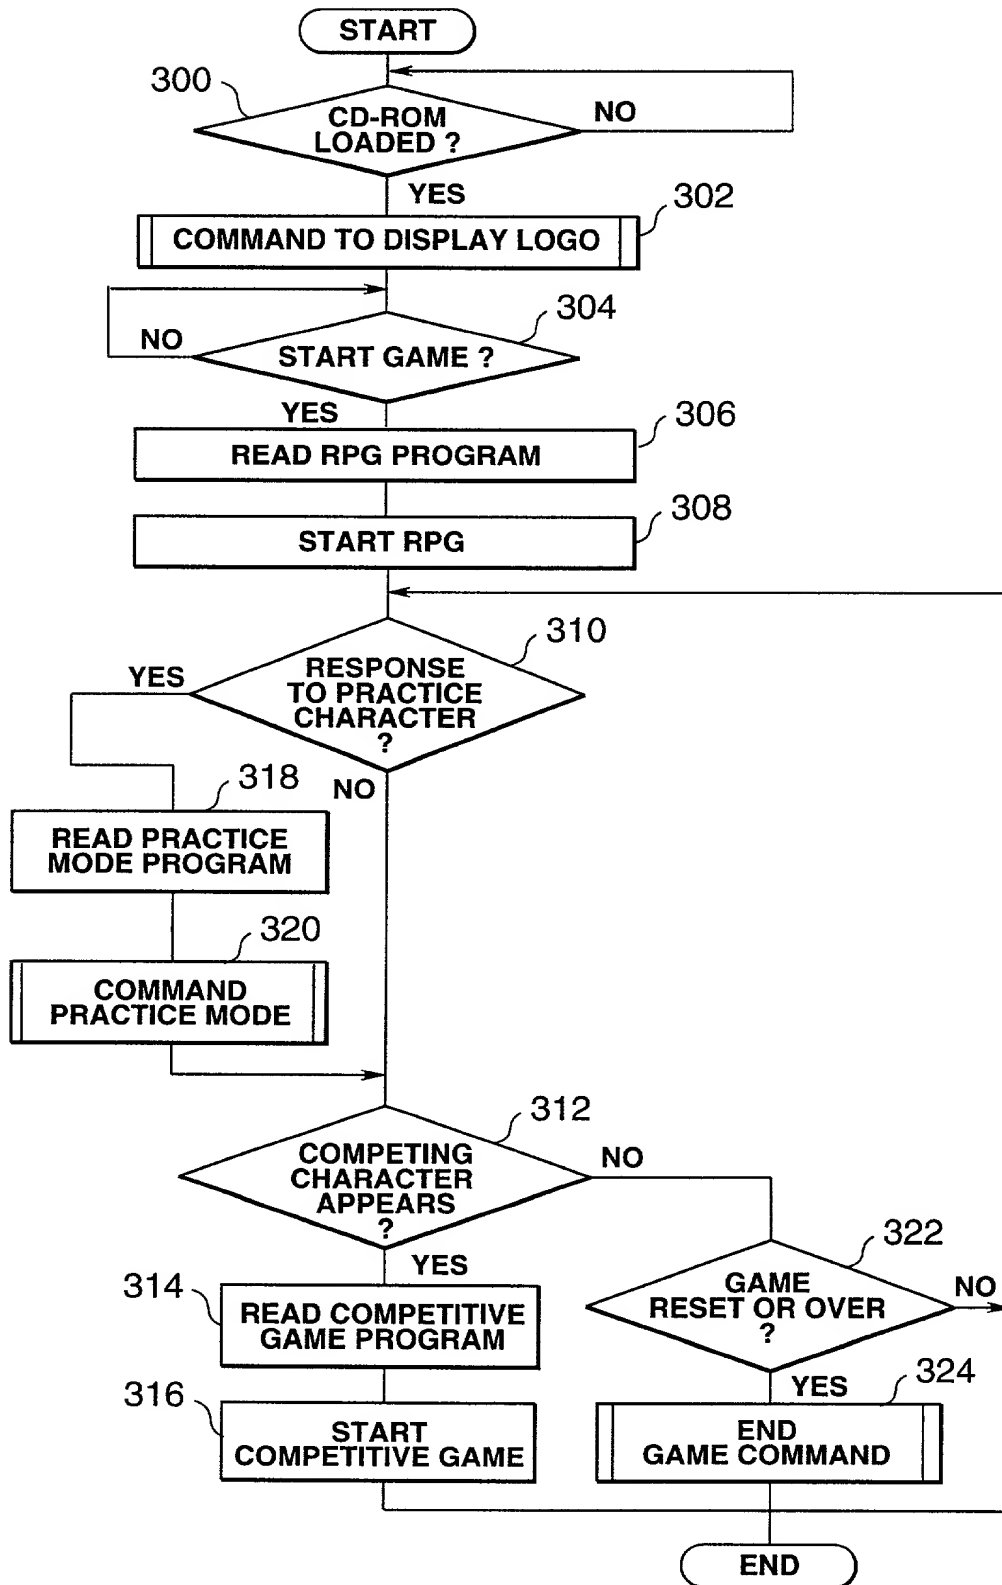 START
300
CD-ROM
LOADED ?
NO
YES
302
COMMAND TO DISPLAY LOGO
304
NO
START GAME ?
YES
306
READ RPG PROGRAM
308
START RPG
310
YES
RESPONSE
TO PRACTICE
CHARACTER
?
NO
318
READ PRACTICE
MODE PROGRAM
320
COMMAND
PRACTICE MODE
312
COMPETING
CHARACTER
APPEARS
?
NO
YES
322
GAME
RESET OR OVER
?
NO
314
READ COMPETITIVE
GAME PROGRAM
YES
324
316
START
COMPETITIVE GAME
END
GAME COMMAND
END